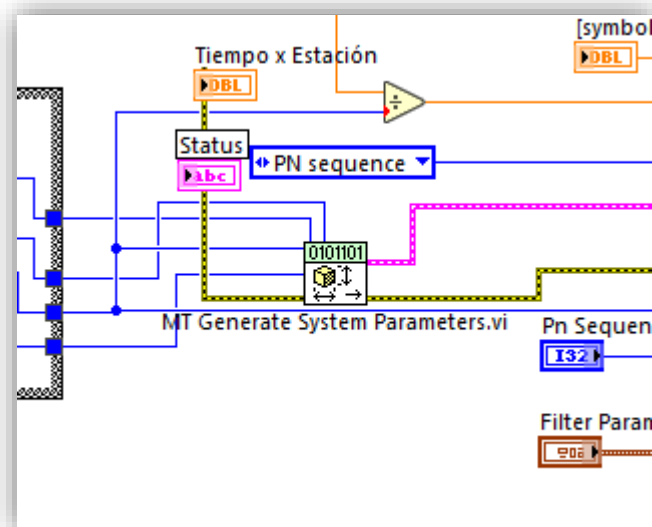 [symbol
Tiempo x Estación
DBL
DBL
÷
Status
abc
PN sequence
0101101
MT Generate System Parameters.vi
Pn Sequen
I32
Filter Param